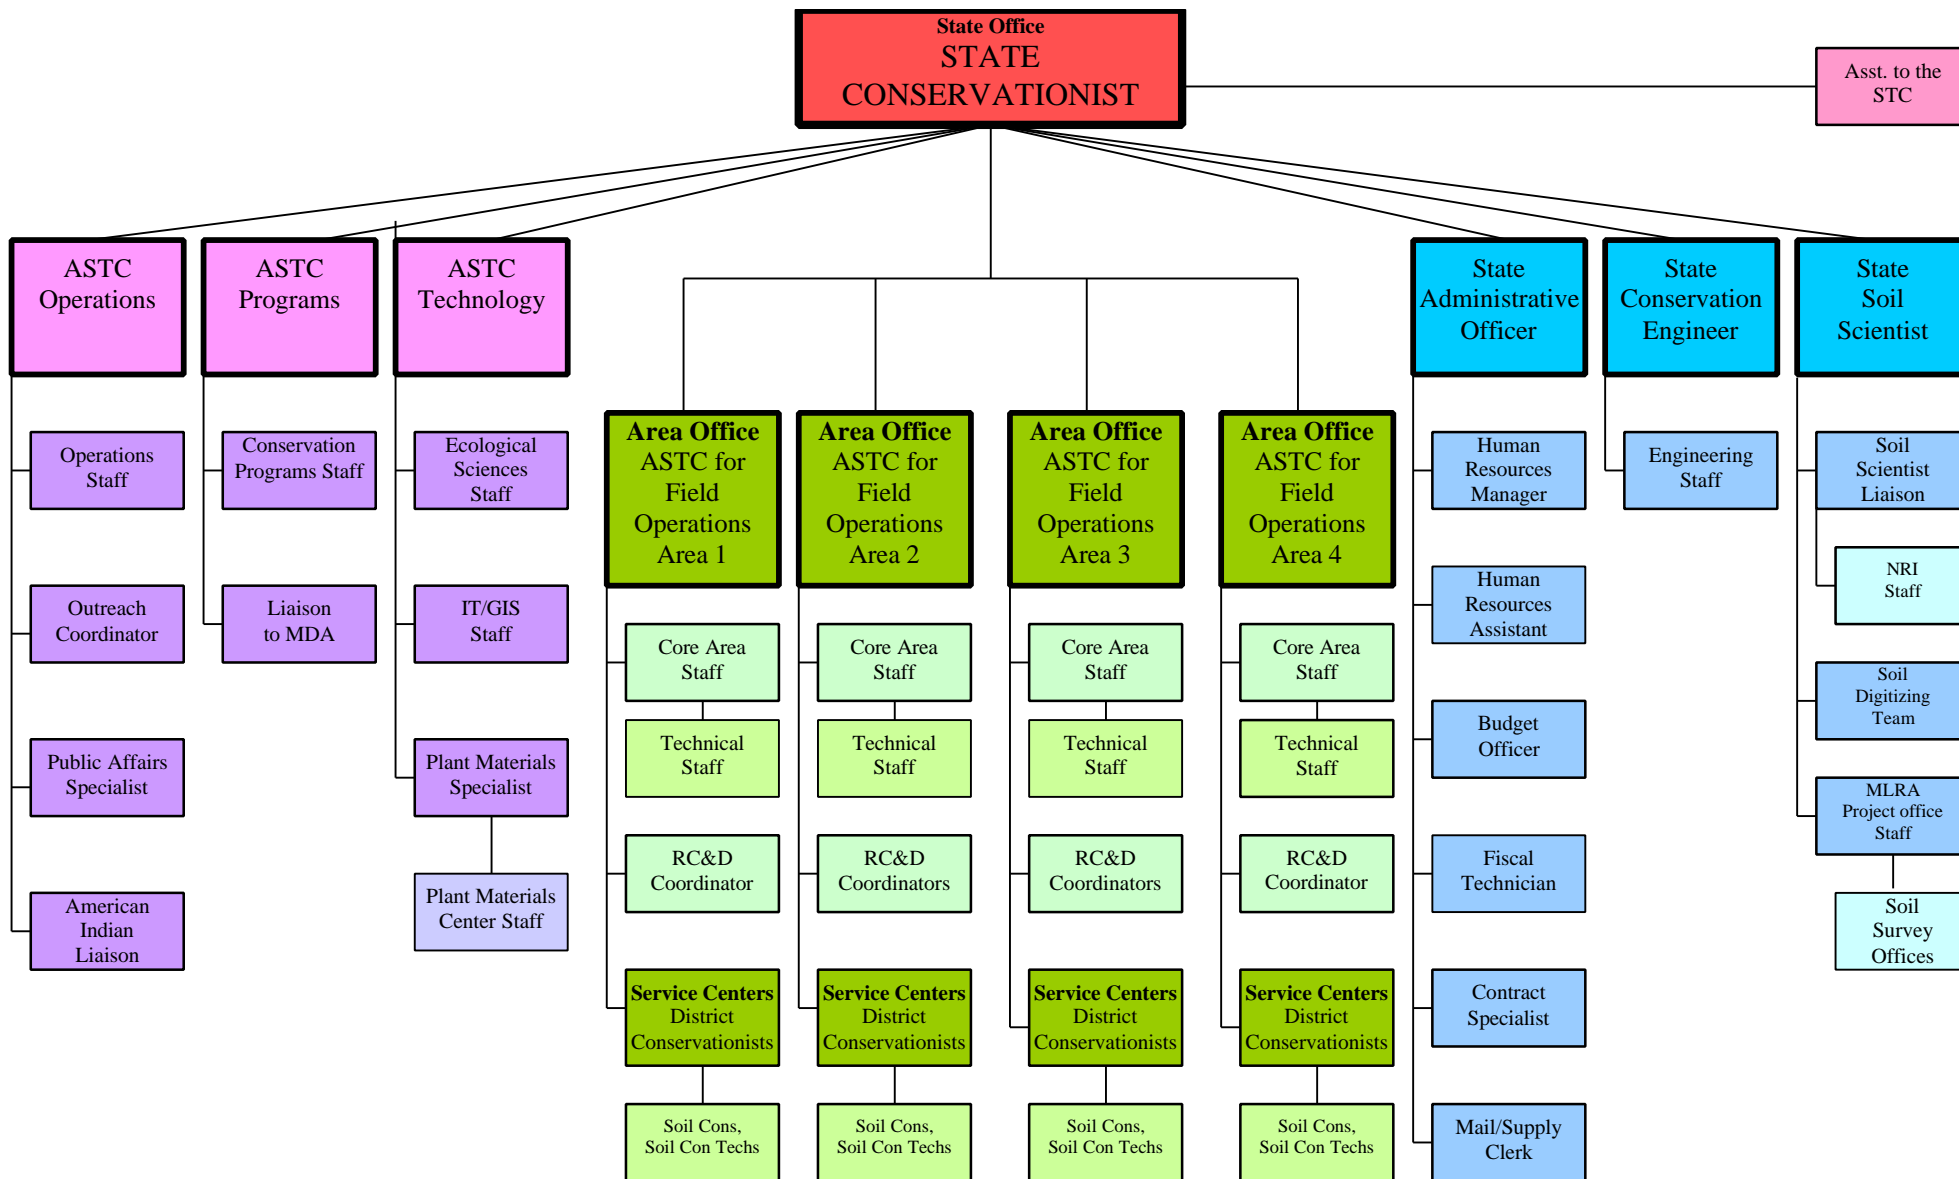 State Office
STATE
CONSERVATIONIST
Asst. to the
STC
ASTC
Operations
ASTC
Programs
ASTC
Technology
State
Administrative
Officer
State
Conservation
Engineer
State
Soil
Scientist
Operations
Staff
Outreach
Coordinator
Public Affairs
Specialist
American
Indian
Liaison
Conservation
Programs Staff
Liaison
to MDA
Ecological
Sciences
Staff
IT/GIS
Staff
Plant Materials
Specialist
Plant Materials
Center Staff
Area Office
ASTC for
Field
Operations
Area 1
Core Area
Staff
Technical
Staff
RC&D
Coordinator
Service Centers
District
Conservationists
Soil Cons,
Soil Con Techs
Area Office
ASTC for
Field
Operations
Area 2
Core Area
Staff
Technical
Staff
RC&D
Coordinators
Service Centers
District
Conservationists
Soil Cons,
Soil Con Techs
Area Office
ASTC for
Field
Operations
Area 3
Core Area
Staff
Technical
Staff
RC&D
Coordinators
Service Centers
District
Conservationists
Soil Cons,
Soil Con Techs
Area Office
ASTC for
Field
Operations
Area 4
Core Area
Staff
Technical
Staff
RC&D
Coordinator
Service Centers
District
Conservationists
Soil Cons,
Soil Con Techs
Human
Resources
Manager
Human
Resources
Assistant
Budget
Officer
Fiscal
Technician
Contract
Specialist
Mail/Supply
Clerk
Engineering
Staff
Soil
Scientist
Liaison
NRI
Staff
Soil
Digitizing
Team
MLRA
Project office
Staff
Soil
Survey
Offices